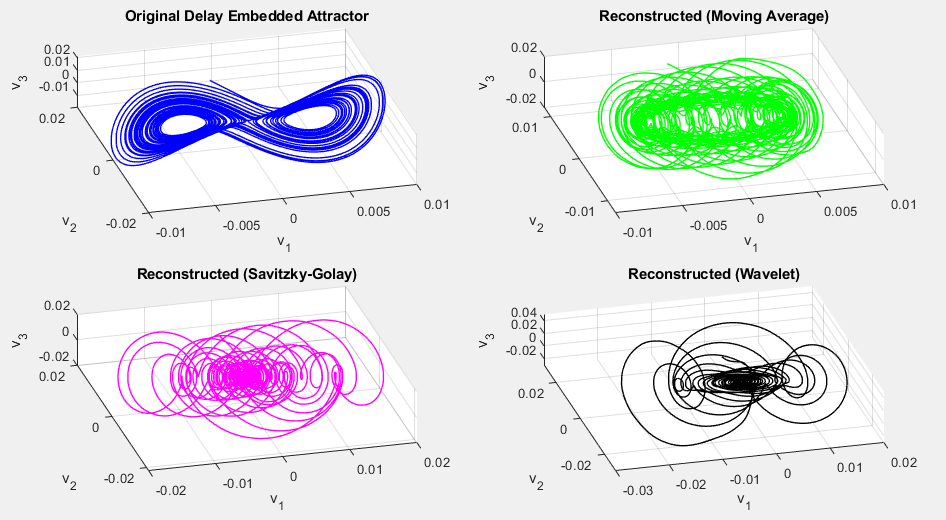 Original Delay Embedded Attractor
0.02
0.01
0
-0.01
v3
0.02
0
-0.02
v2
-0.01
-0.005
0
0.005
0.01
v1
Reconstructed (Moving Average)
0.02
0
-0.02
v3
0.01
0
-0.01
v2
-0.01
-0.005
0
0.005
0.01
v1
Reconstructed (Savitzky-Golay)
0.02
0
-0.02
v3
0.02
0
-0.02
v2
-0.02
-0.01
0
0.01
0.02
v1
Reconstructed (Wavelet)
0.04
0.02
0
-0.02
v3
0.02
0
-0.02
v2
-0.03
-0.02
-0.01
0
0.01
0.02
v1